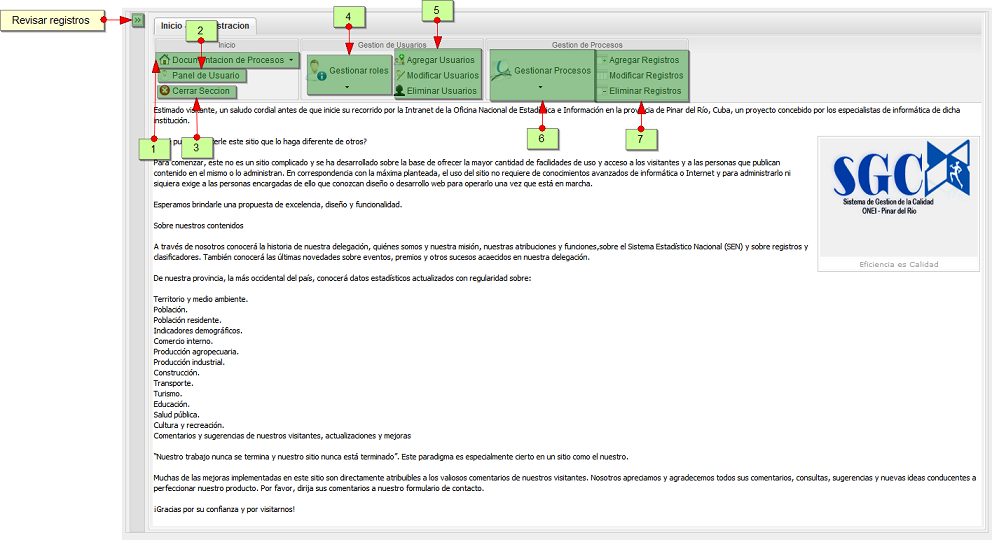 Revisar registros
Inicio
istracion
4
5
2
Inicio
Gestion de Usuarios
Gestion de Procesos
Documentacion de Procesos
Panel de Usuario
Cerrar Seccion
Gestionar roles
Agregar Usuarios
Modificar Usuarios
Eliminar Usuarios
Gestionar Procesos
Agregar Registros
Modificar Registros
Eliminar Registros
1
3
6
7
Estimado visitante, un saludo cordial antes de que inicie su recorrido por la Intranet de la Oficina Nacional de Estadística e Información en la provincia de Pinar del Río, Cuba, un proyecto concebido por los especialistas de informática de dicha
institución.
erle este sitio que lo haga diferente de otros?
Para comenzar, este no es un sitio complicado y se ha desarrollado sobre la base de ofrecer la mayor cantidad de facilidades de uso y acceso a los visitantes y a las personas que publican
contenido en el mismo o lo administran. En correspondencia con la máxima planteada, el uso del sitio no requiere de conocimientos avanzados de informática o Internet y para administrarlo ni
siquiera exige a las personas encargadas de ello que conozcan diseño o desarrollo web para operarlo una vez que está en marcha.
Esperamos brindarle una propuesta de excelencia, diseño y funcionalidad.
Sobre nuestros contenidos
A través de nosotros conocerá la historia de nuestra delegación, quiénes somos y nuestra misión, nuestras atribuciones y funciones,sobre el Sistema Estadístico Nacional (SEN) y sobre registros y
clasificadores. También conocerá las últimas novedades sobre eventos, premios y otros sucesos acaecidos en nuestra delegación.
De nuestra provincia, la más occidental del país, conocerá datos estadísticos actualizados con regularidad sobre:
Territorio y medio ambiente.
Población.
Población residente.
Indicadores demográficos.
Comercio interno.
Producción agropecuaria.
Producción industrial.
Construcción.
Transporte.
Turismo.
Educación.
Salud pública.
Cultura y recreación.
Comentarios y sugerencias de nuestros visitantes, actualizaciones y mejoras
"Nuestro trabajo nunca se termina y nuestro sitio nunca está terminado". Este paradigma es especialmente cierto en un sitio como el nuestro.
Muchas de las mejoras implementadas en este sitio son directamente atribuibles a los valiosos comentarios de nuestros visitantes. Nosotros apreciamos y agradecemos todos sus comentarios, consultas, sugerencias y nuevas ideas conducentes a
perfeccionar nuestro producto. Por favor, dirija sus comentarios a nuestro formulario de contacto.
¡Gracias por su confianza y por visitarnos!
SGC
Sistema de Gestion de la Calidad
ONEI - Pinar del Rio
Eficiencia es Calidad